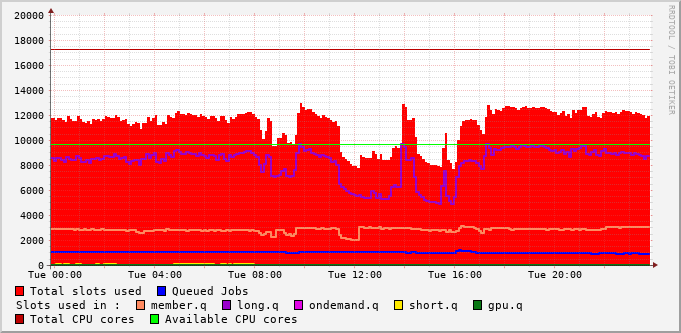 20000
18000
16000
14000
12000
10000
8000
6000
4000
2000
0
Tue 00:00 Tue 04:00 Tue 08:00 Tue 12:00 Tue 16:00 Tue 20:00
Total slots used Queued Jobs
Slots used in : member.q long.q ondemand.q short.q gpu.q
Total CPU cores Available CPU cores
RRDTOOL / TOBI OETIKER